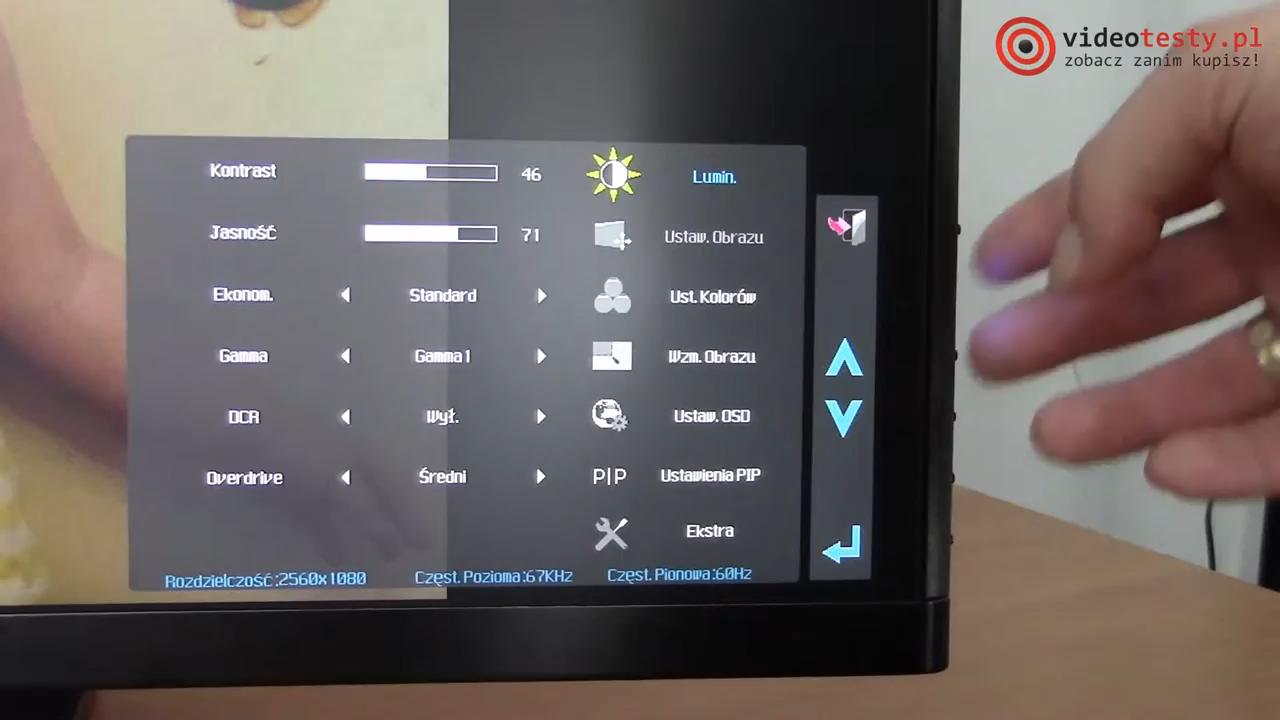 videotesty.pl
zobacz zanim kupisz!
Kontrast 46 Lumin.
Jasność 71 Ustaw. Obrazu
Ekonom. Standard Ust. Kolorów
Gamma Gamma1 Wzm. Obrazu
DCR Wył. Ustaw. OSD
Overdrive Średni PIP Ustawienia PIP
Ekstra
Rozdzielczość :2560x1080 Częst. Pozioma:67KHz Częst. Pionowa:60Hz